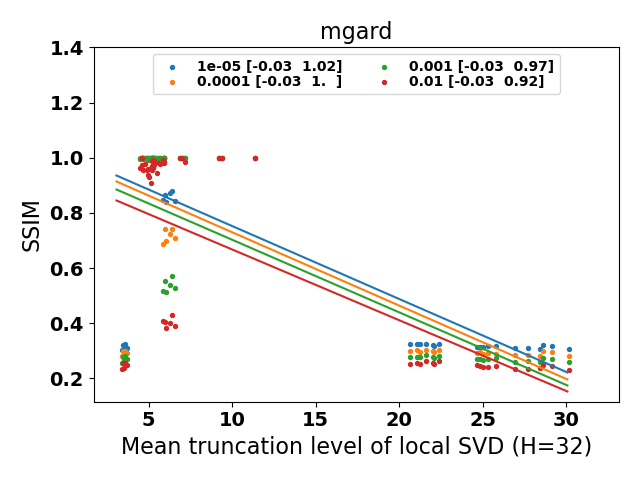 mgard
1e-05 [-0.03  1.02]
0.0001 [-0.03  1.  ]
0.001 [-0.03  0.97]
0.01 [-0.03  0.92]
SSIM
1.4
1.2
1.0
0.8
0.6
0.4
0.2
5 10 15 20 25 30
Mean truncation level of local SVD (H=32)